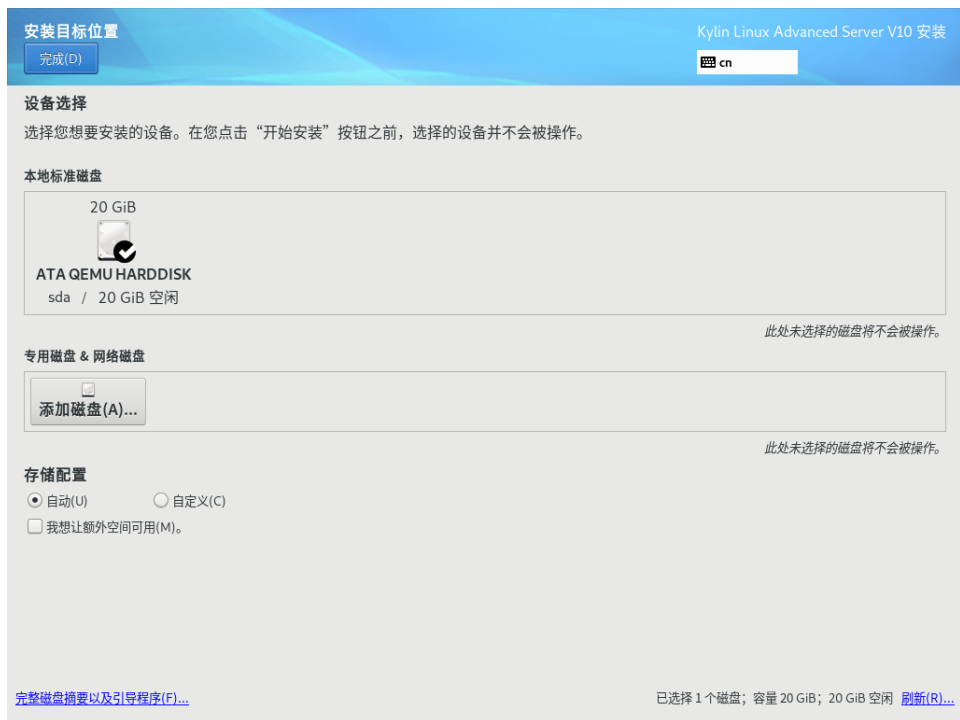 安装目标位置
Kylin Linux Advanced Server V10 安装
完成(D)
cn
设备选择
选择您想要安装的设备。在您点击“开始安装”按钮之前，选择的设备并不会被操作。
本地标准磁盘
20 GiB
ATA QEMU HARDDISK
sda / 20 GiB 空闲
此处未选择的磁盘将不会被操作。
专用磁盘 & 网络磁盘
添加磁盘(A)...
此处未选择的磁盘将不会被操作。
存储配置
自动(U) 自定义(C)
我想让额外空间可用(M)。
完整磁盘摘要以及引导程序(F)... 已选择 1 个磁盘；容量 20 GiB；20 GiB 空闲 刷新(R)...